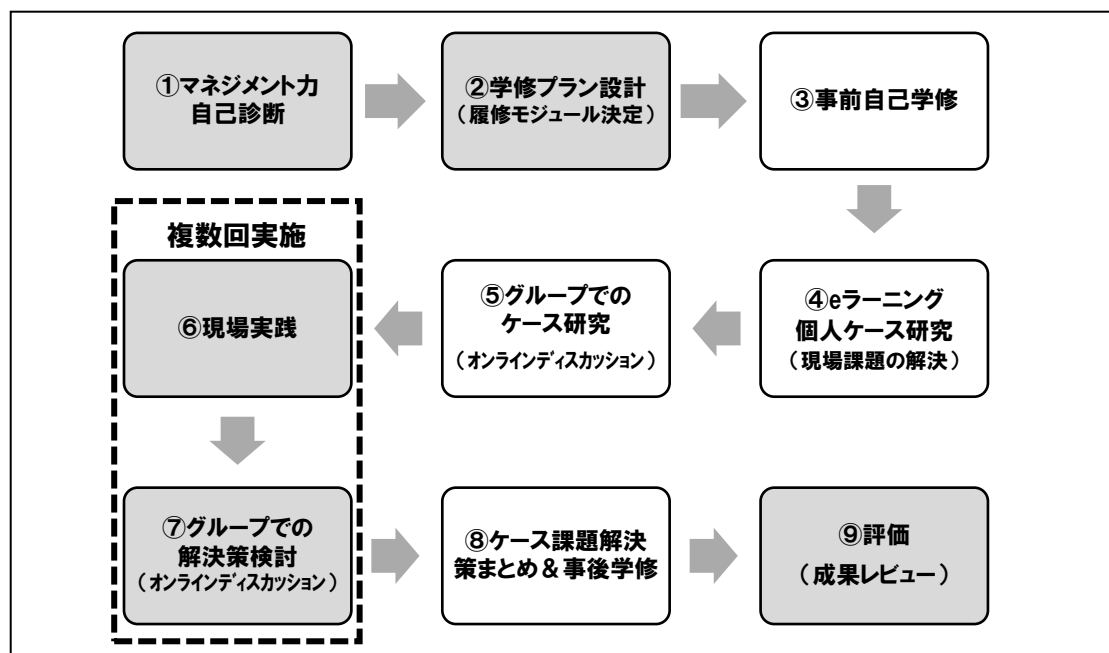 ①マネジメント力
自己診断
②学修プラン設計
（履修モジュール決定）
③事前自己学修
④eラーニング
個人ケース研究
（現場課題の解決）
⑤グループでの
ケース研究
（オンラインディスカッション）
複数回実施
⑥現場実践
⑦グループでの
解決策検討
（オンラインディスカッション）
⑧ケース課題解決
策まとめ＆事後学修
⑨評価
（成果レビュー）